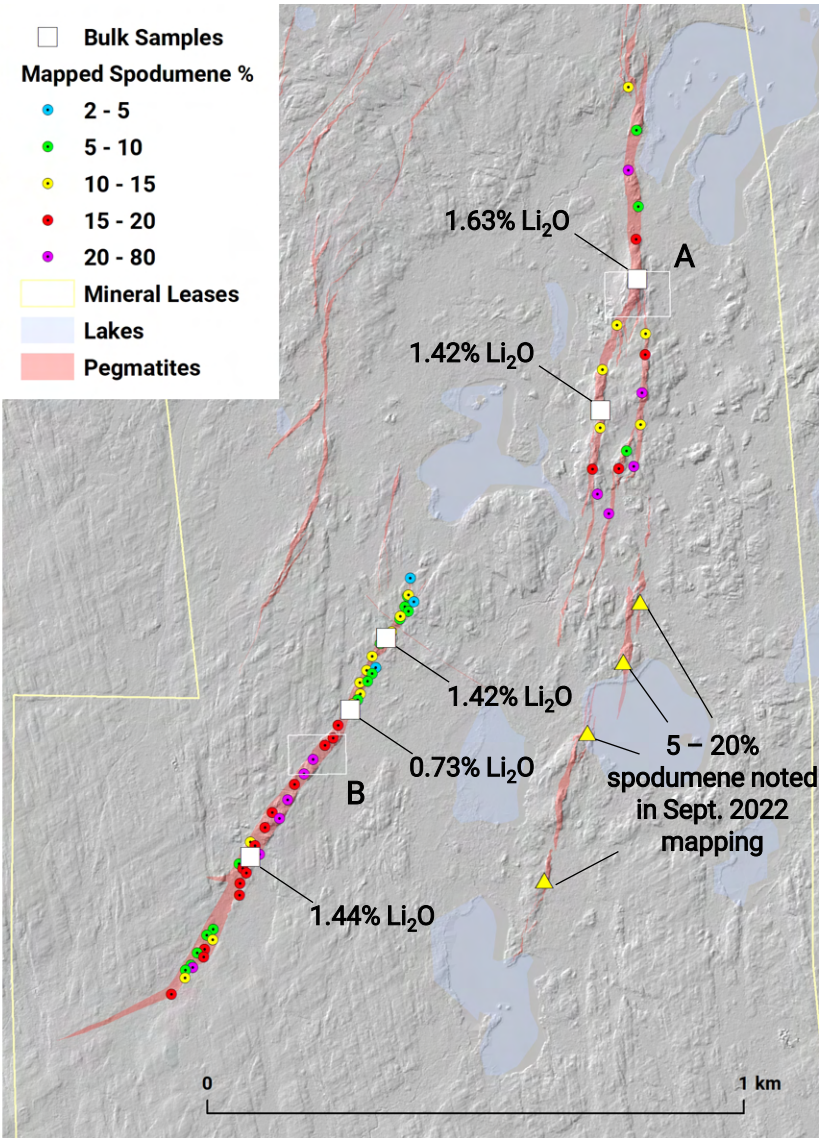 Bulk Samples
Mapped Spodumene %
2 - 5
5 - 10
10 - 15
15 - 20
20 - 80
Mineral Leases
Lakes
Pegmatites
1.63% Li₂O
A
1.42% Li₂O
1.42% Li₂O
0.73% Li₂O
B
5 – 20%
spodumene noted
in Sept. 2022
mapping
1.44% Li₂O
0
1 km